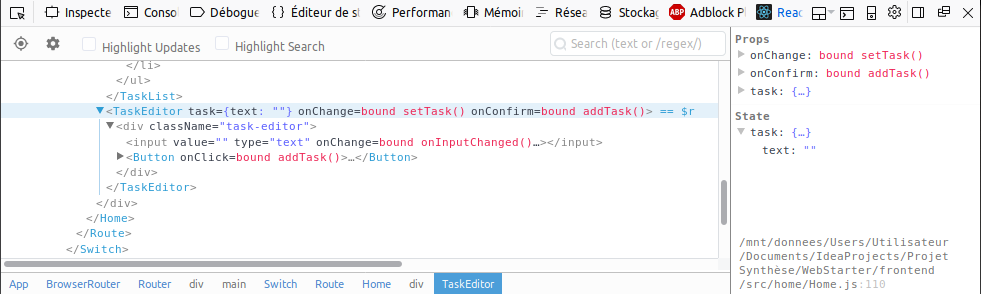 Inspecte Conso Débogue Éditeur de st Performan Mémoi Résea Stockag ABP Adblock P Reac
Highlight Updates Highlight Search Search (text or /regex/)
</li>
</ul>
</TaskList>
<TaskEditor task={text: ""} onChange=bound setTask() onConfirm=bound addTask()> == $r
<div className="task-editor">
<input value="" type="text" onChange=bound onInputChanged()…></input>
<Button onClick=bound addTask()>…</Button>
</div>
</TaskEditor>
</div>
</Home>
</Route>
</Switch>
App BrowserRouter Router div main Switch Route Home div TaskEditor
Props
onChange: bound setTask()
onConfirm: bound addTask()
task: {…}
State
task: {…}
text: ""
/mnt/donnees/Users/Utilisateur
/Documents/IdeaProjects/Projet
Synthèse/WebStarter/frontend
/src/home/Home.js:110